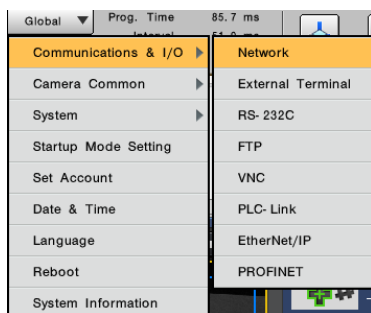 Global Prog. Time 85.7 ms
Communications & I/O
Camera Common
System
Startup Mode Setting
Set Account
Date & Time
Language
Reboot
System Information
Network
External Terminal
RS-232C
FTP
VNC
PLC-Link
EtherNet/IP
PROFINET